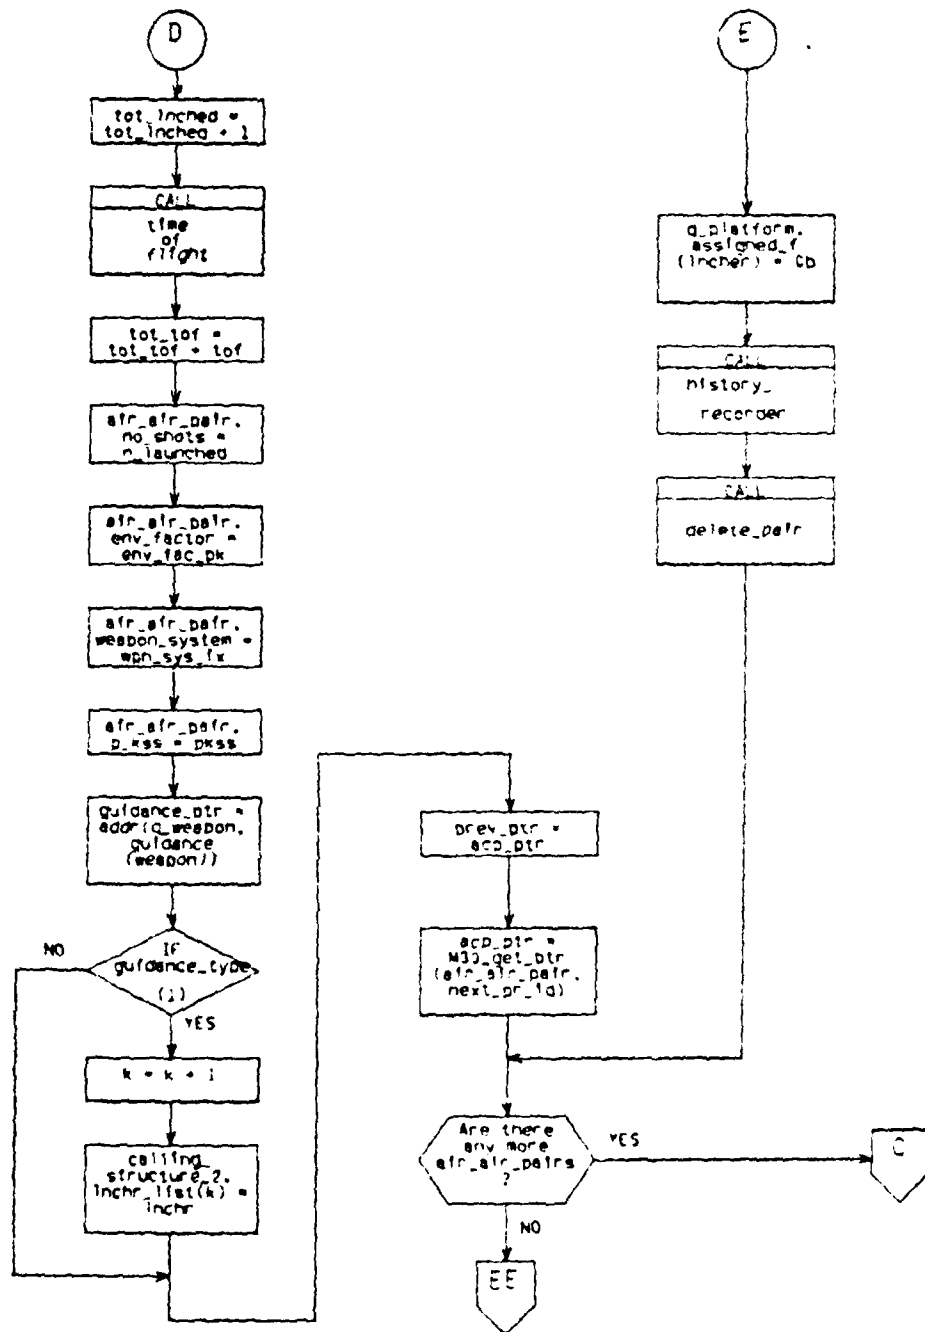 D
tot_lnched =
tot_lnched + 1
CALL
time
of
flight
tot_tof =
tot_tof + tof
air_air_pair.
no_shots =
n_launched
air_air_pair.
env_factor =
env_fac_pk
air_air_pair.
weapon_system =
wpn_sys_ix
air_air_pair.
p_kss = pkss
guidance_ptr =
addr(g_weapon.
guidance
(weapon))
IF
guidance_type
(1)
NO
YES
k = k + 1
calling_
structure_2.
lnchr_list(k) =
lnchr
prev_ptr =
acp_ptr
acp_ptr =
M3g_get_ptr
(air_air_pair.
next_pr_id)
Are there
any more
air_air_pairs
?
YES
C
NO
EE
E
g_platform.
assigned_f
(lncher) = 0b
CALL
history_
recorder
CALL
delete_pair